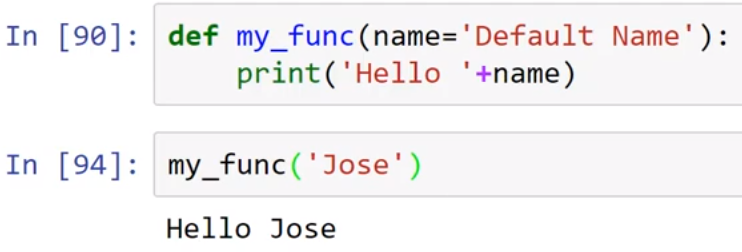 In [90]: def my_func(name='Default Name'):
print('Hello '+name)
In [94]: my_func('Jose')
Hello Jose